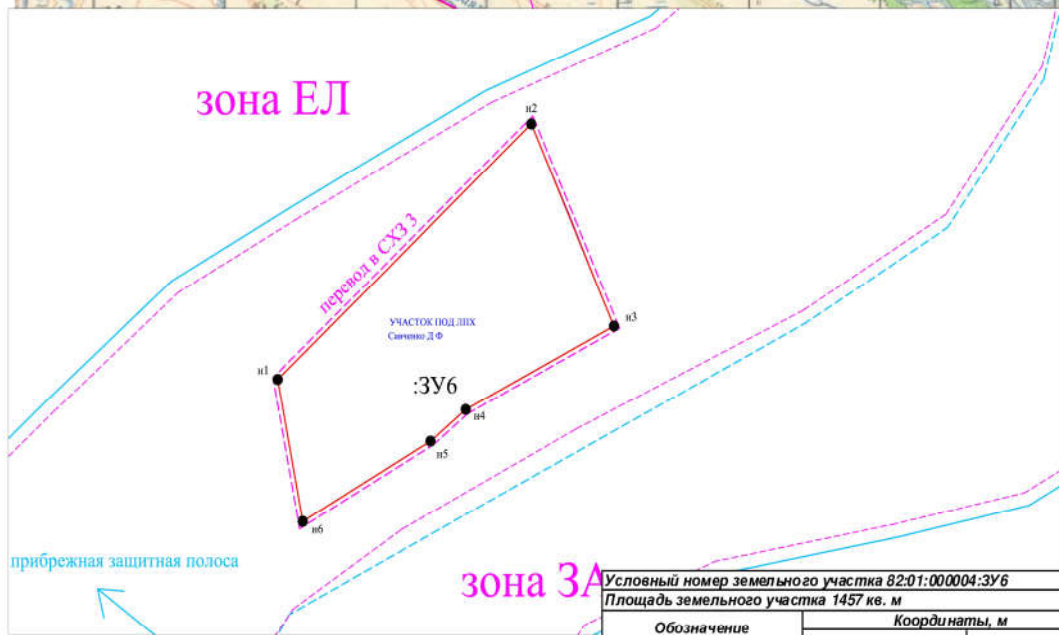 зона ЕЛ
н2
перевод в СХЗ 3
УЧАСТОК ПОД ЛПХ
Савченко Д Ф
н3
н1
:ЗУ6
н4
н5
н6
прибрежная защитная полоса
зона ЗА
Условный номер земельного участка 82:01:000004:ЗУ6
Площадь земельного участка 1457 кв. м
Обозначение
Координаты, м